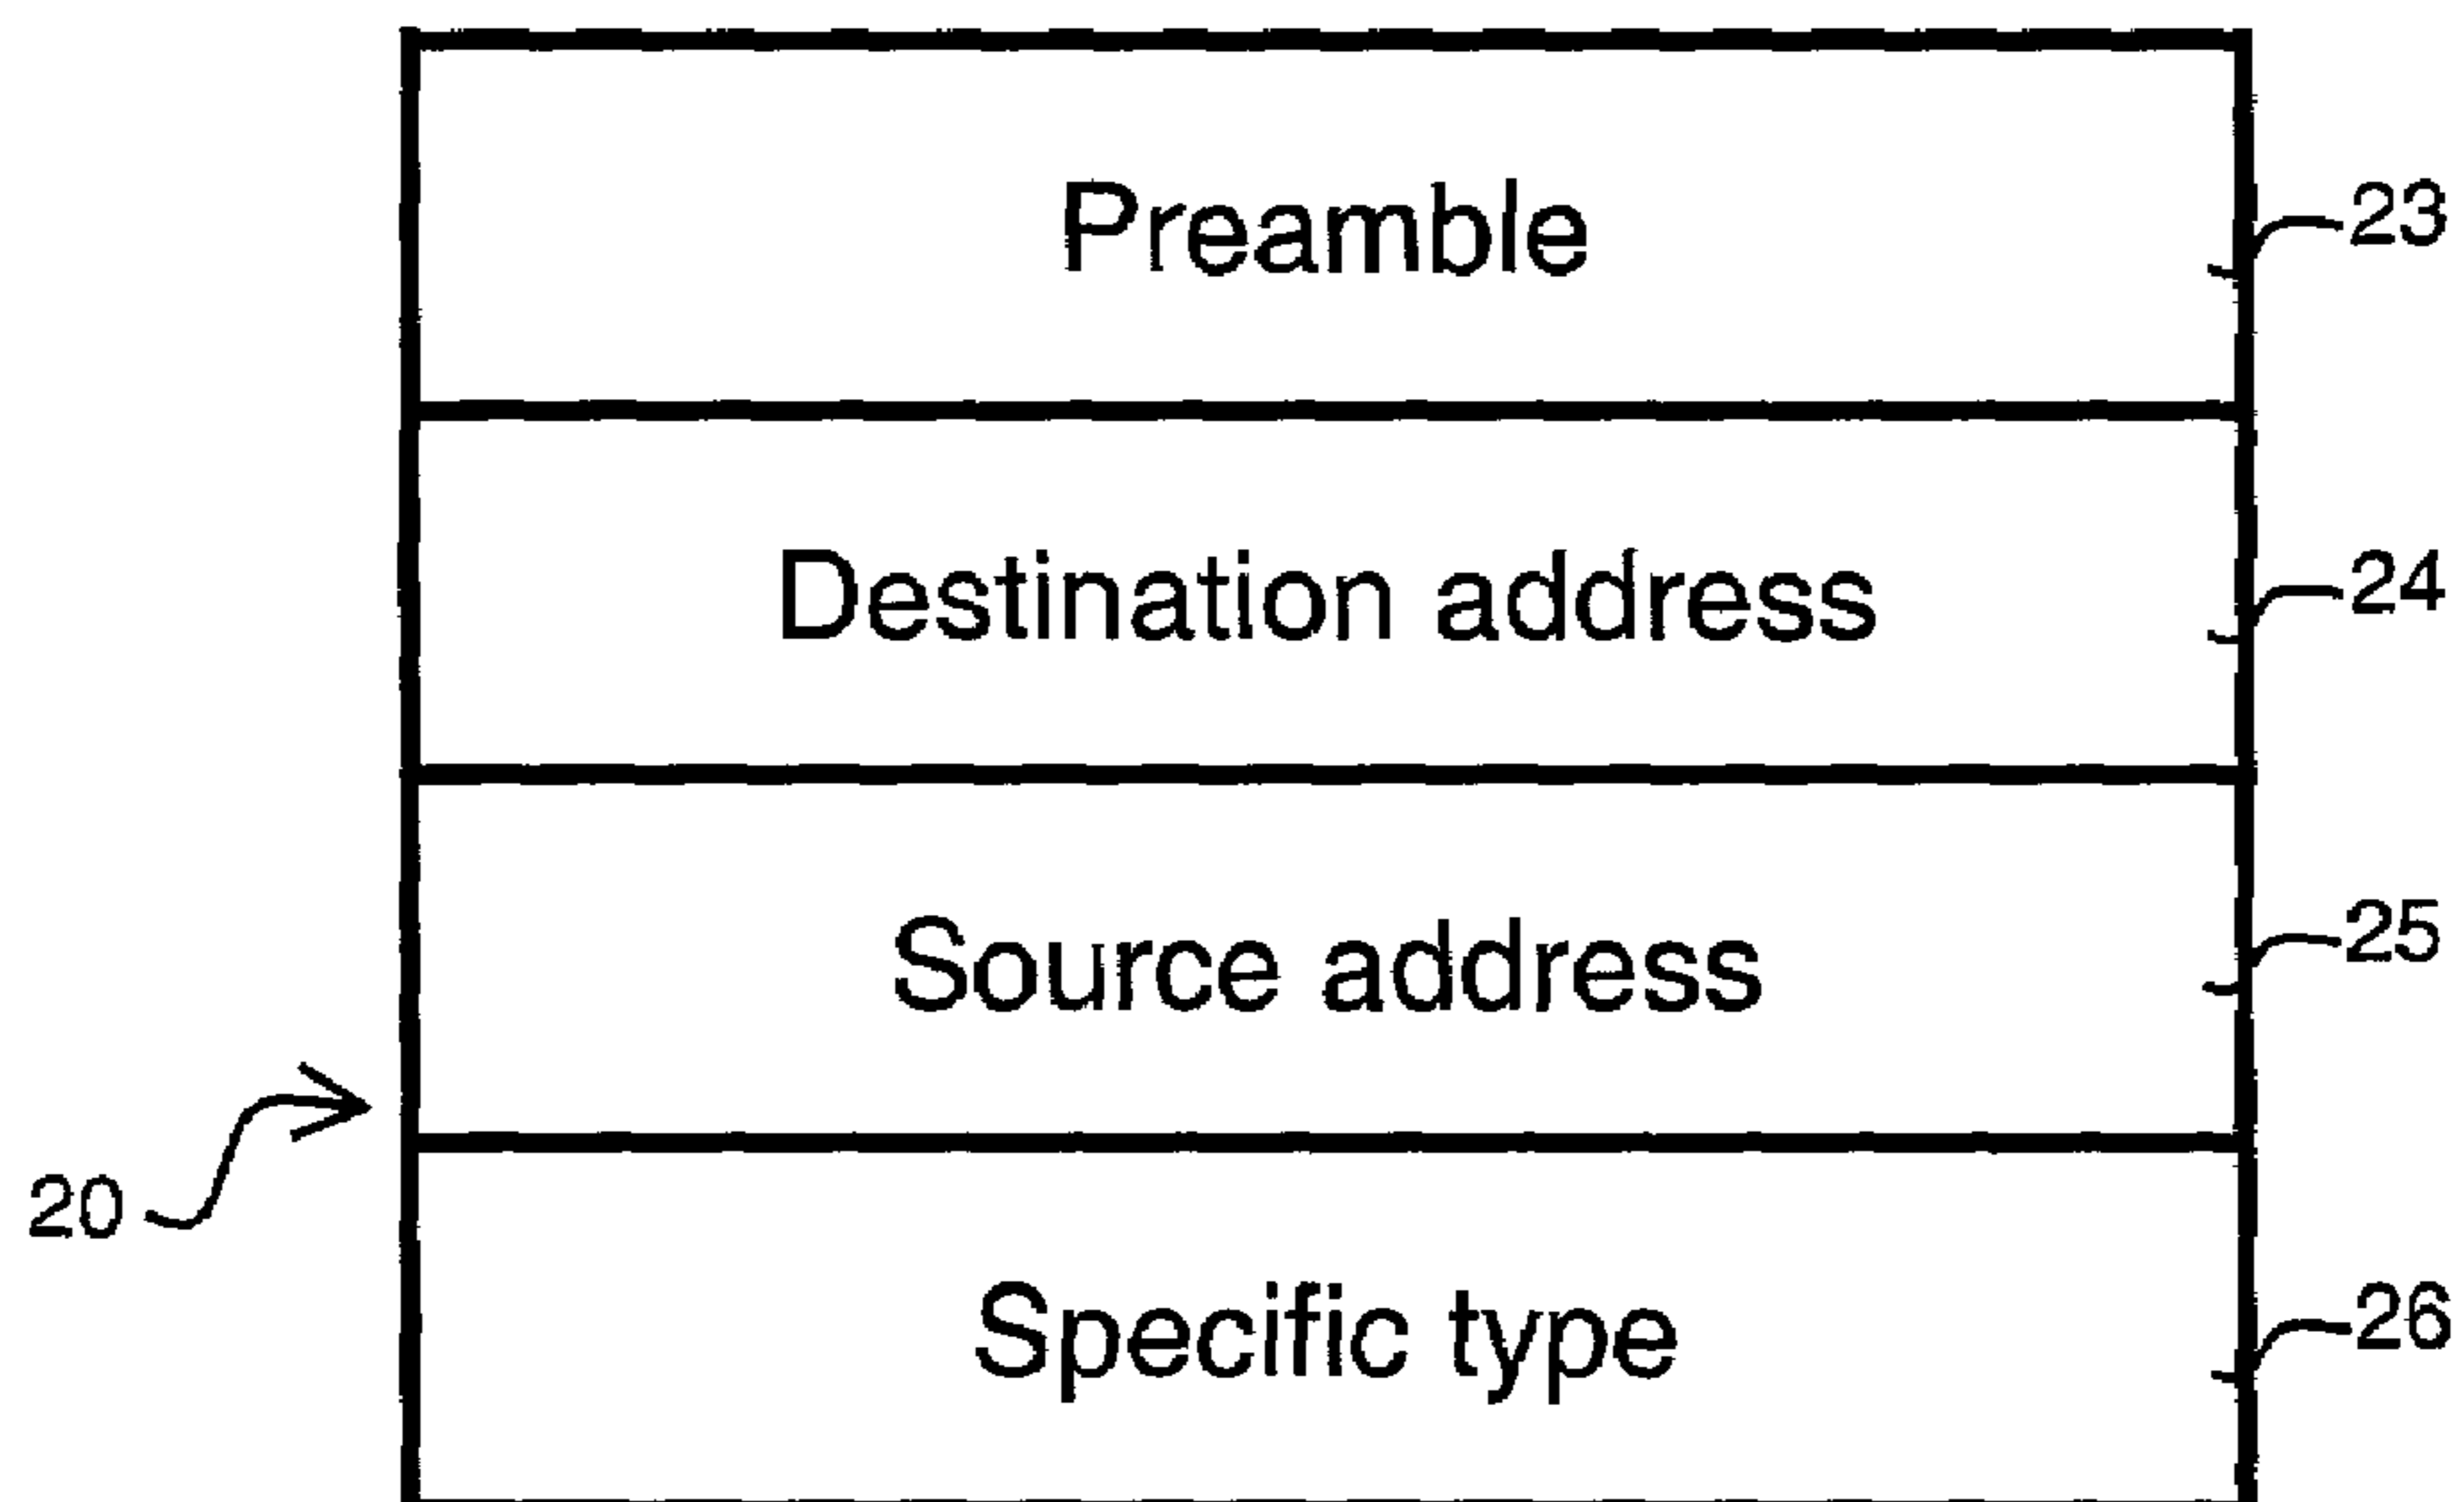 Preamble
23
Destination address
24
Source address
25
20
Specific type
26